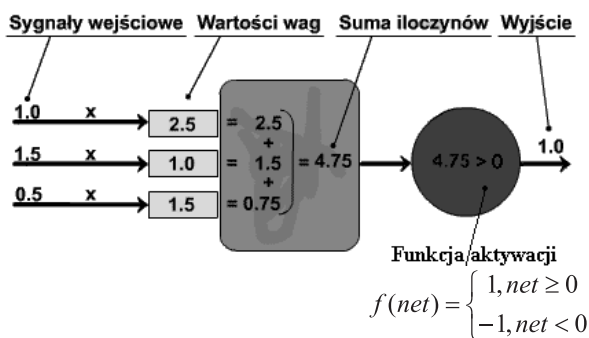 Sygnały wejściowe Wartości wag Suma iloczynów Wyjście
1.0 x 2.5 = 2.5
+
1.5 x 1.0 = 1.5 = 4.75 4.75 > 0 1.0
+
0.5 x 1.5 = 0.75
Funkcja aktywacji
f(net) = { 1, net ≥ 0
−1, net < 0